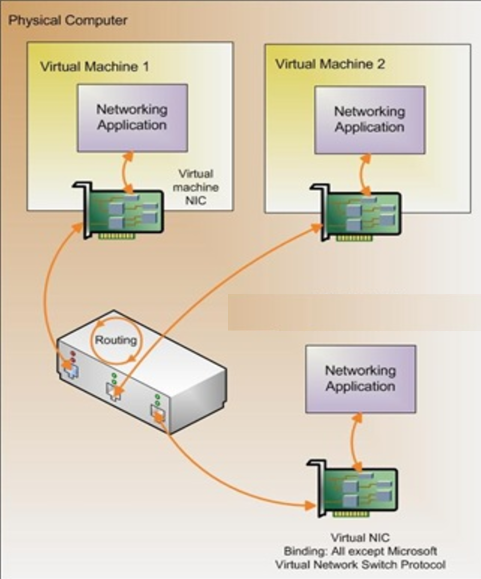 Physical Computer
Virtual Machine 1
Networking
Application
Virtual
machine
NIC
Virtual Machine 2
Networking
Application
Routing
Networking
Application
Virtual NIC
Binding: All except Microsoft
Virtual Network Switch Protocol